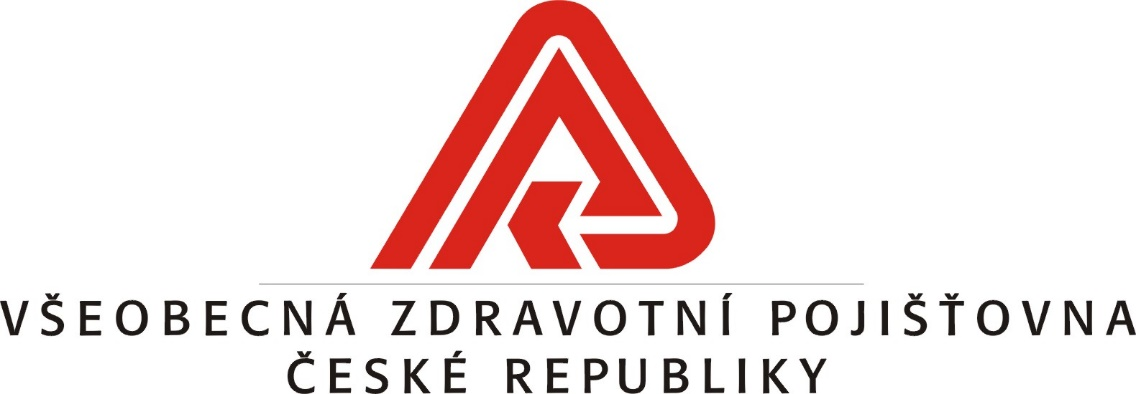 VŠEOBECNÁ ZDRAVOTNÍ POJIŠŤOVNA
ČESKÉ REPUBLIKY